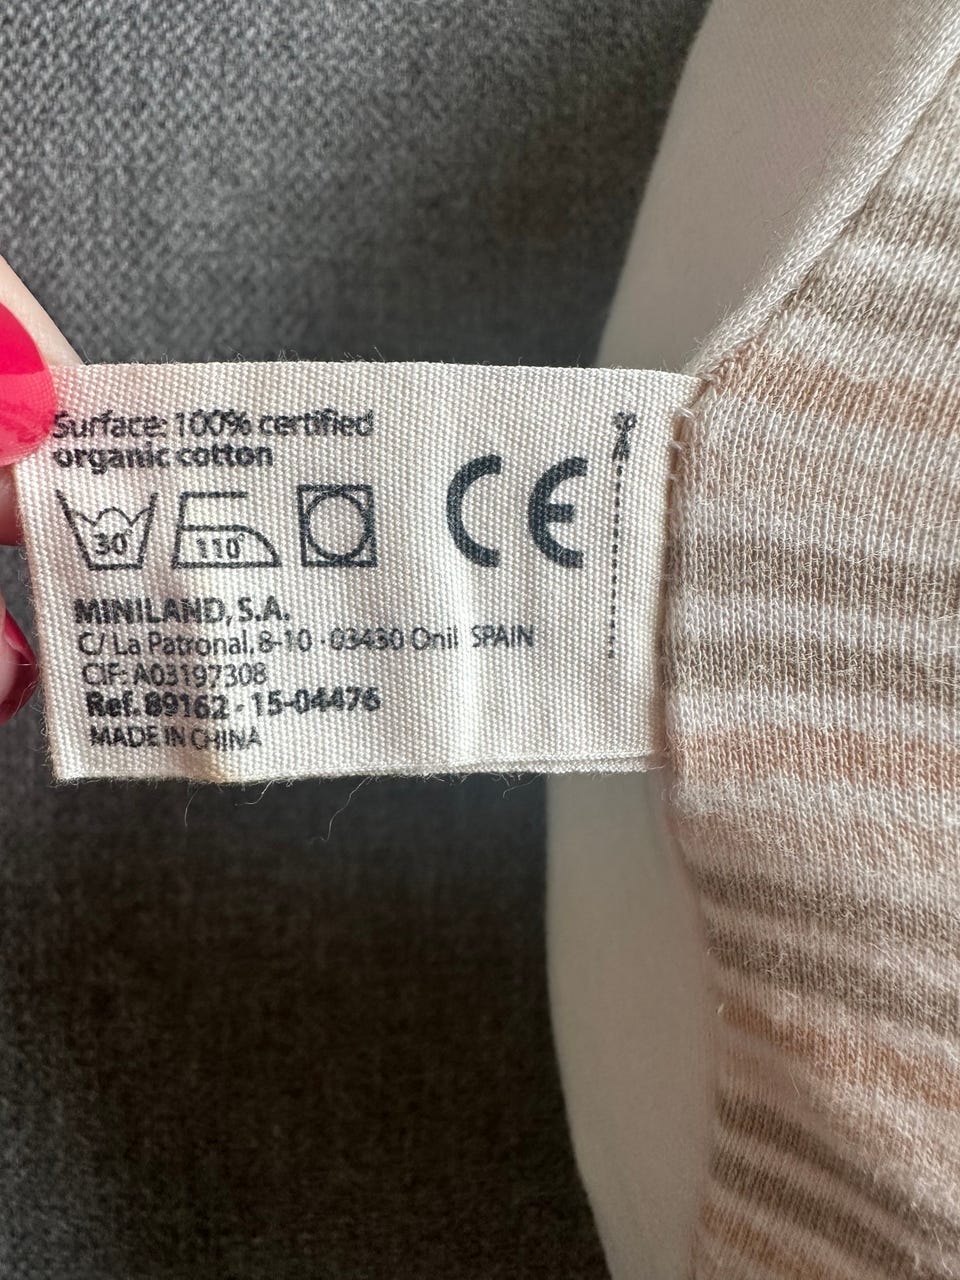 Surface: 100% certified
organic cotton
30°
110°
CE
MINILAND, S.A.
C/ La Patronal, 8-10 - 03430 Onil SPAIN
CIF: A03197308
Ref. 89162 - 15-04476
MADE IN CHINA